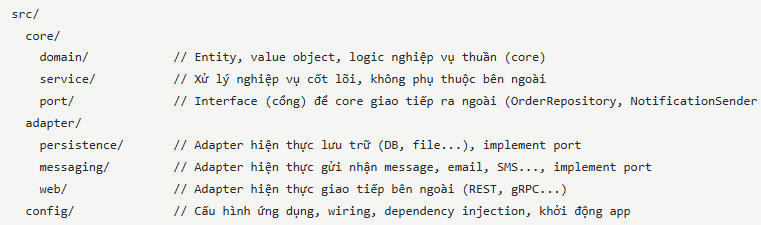 src/
core/
domain/ // Entity, value object, logic nghiệp vụ thuần (core)
service/ // Xử lý nghiệp vụ cốt lõi, không phụ thuộc bên ngoài
port/ // Interface (cổng) để core giao tiếp ra ngoài (OrderRepository, NotificationSender
adapter/
persistence/ // Adapter hiện thực lưu trữ (DB, file...), implement port
messaging/ // Adapter hiện thực gửi nhận message, email, SMS..., implement port
web/ // Adapter hiện thực giao tiếp bên ngoài (REST, gRPC...)
config/ // Cấu hình ứng dụng, wiring, dependency injection, khởi động app